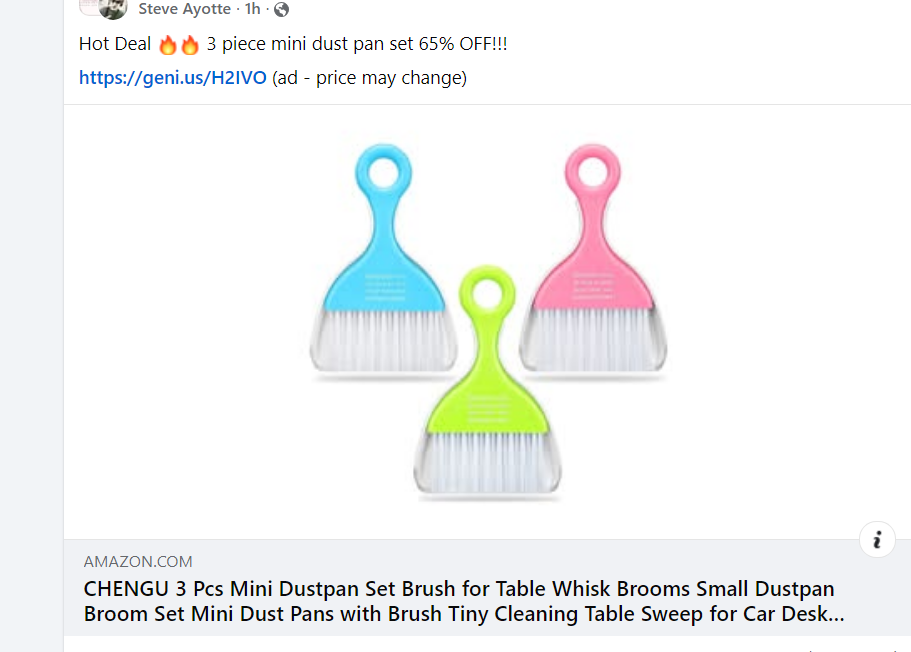 Steve Ayotte · 1h ·
Hot Deal 🔥🔥 3 piece mini dust pan set 65% OFF!!!
https://geni.us/H2IVO (ad - price may change)
AMAZON.COM
CHENGU 3 Pcs Mini Dustpan Set Brush for Table Whisk Brooms Small Dustpan
Broom Set Mini Dust Pans with Brush Tiny Cleaning Table Sweep for Car Desk...